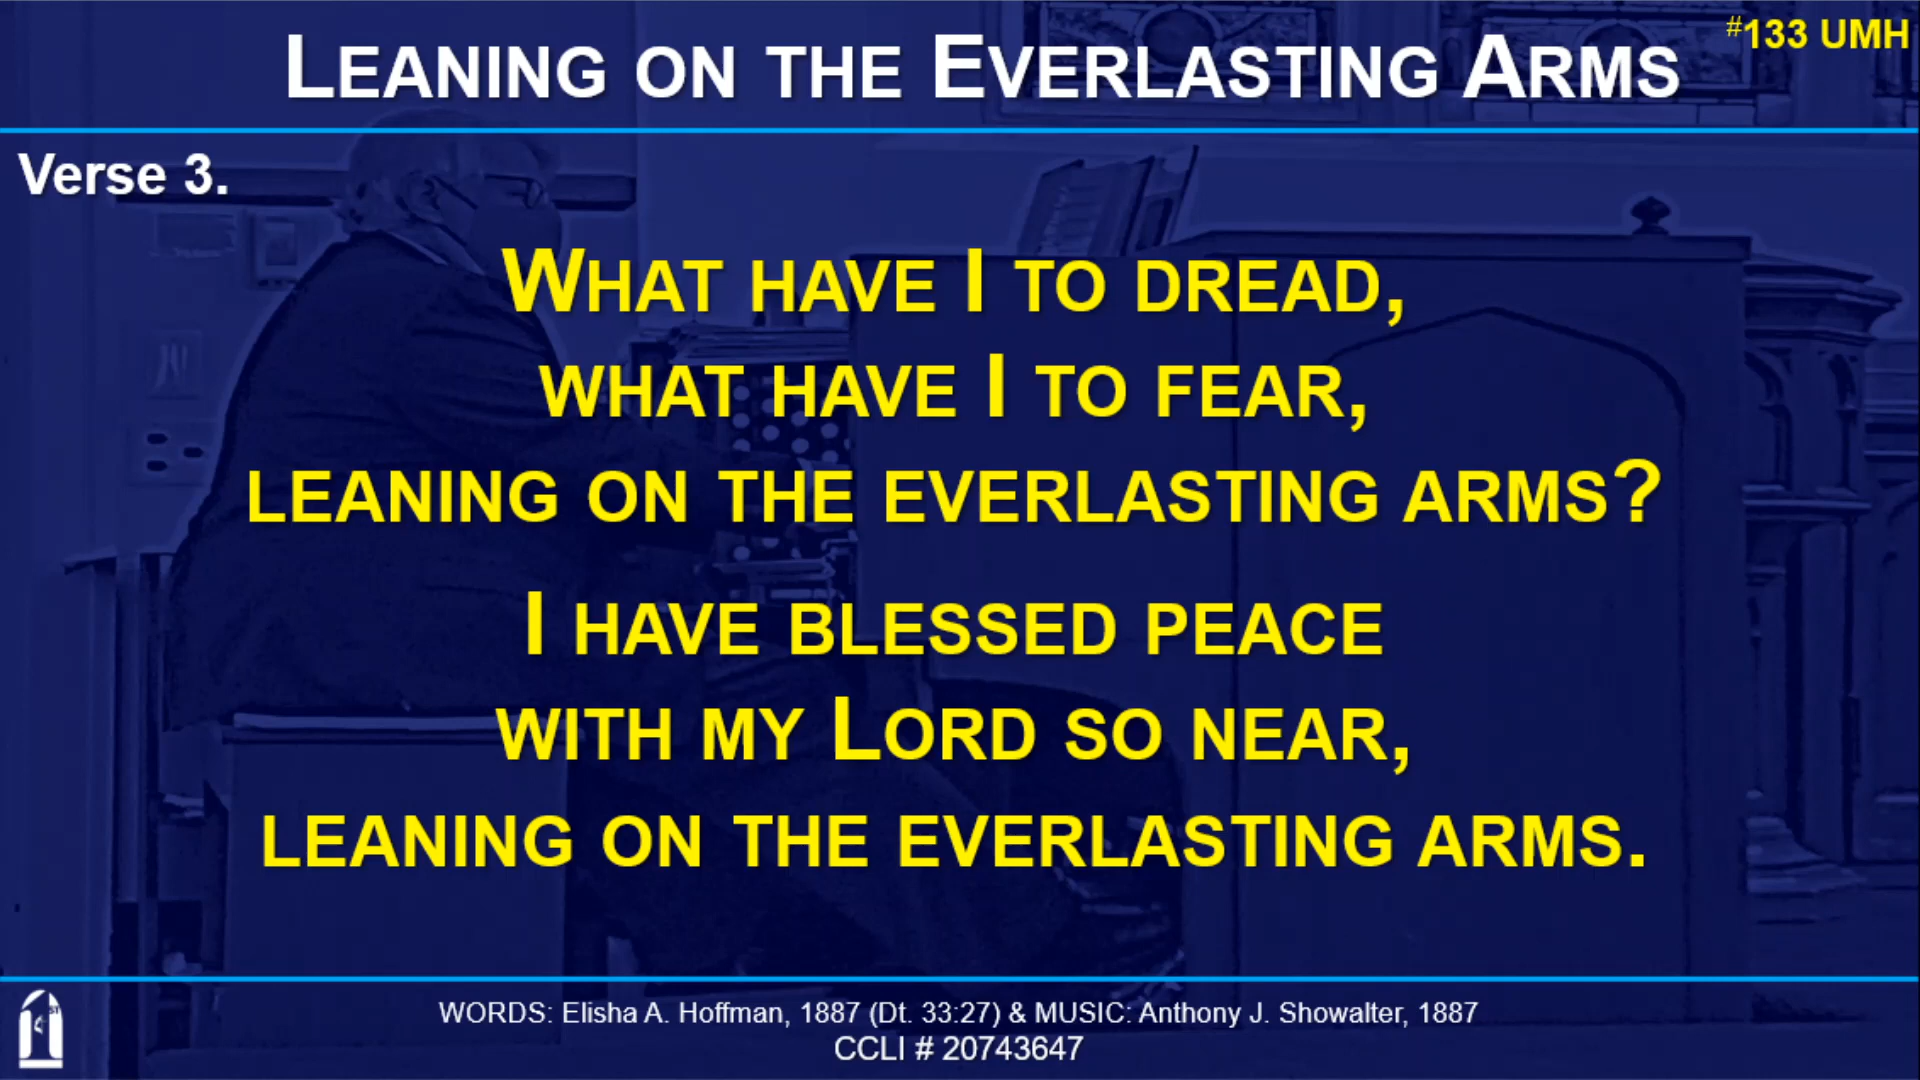 LEANING ON THE EVERLASTING ARMS
#133 UMH
Verse 3.
WHAT HAVE I TO DREAD,
WHAT HAVE I TO FEAR,
LEANING ON THE EVERLASTING ARMS?
I HAVE BLESSED PEACE
WITH MY LORD SO NEAR,
LEANING ON THE EVERLASTING ARMS.
WORDS: Elisha A. Hoffman, 1887 (Dt. 33:27) & MUSIC: Anthony J. Showalter, 1887
CCLI # 20743647
1ST